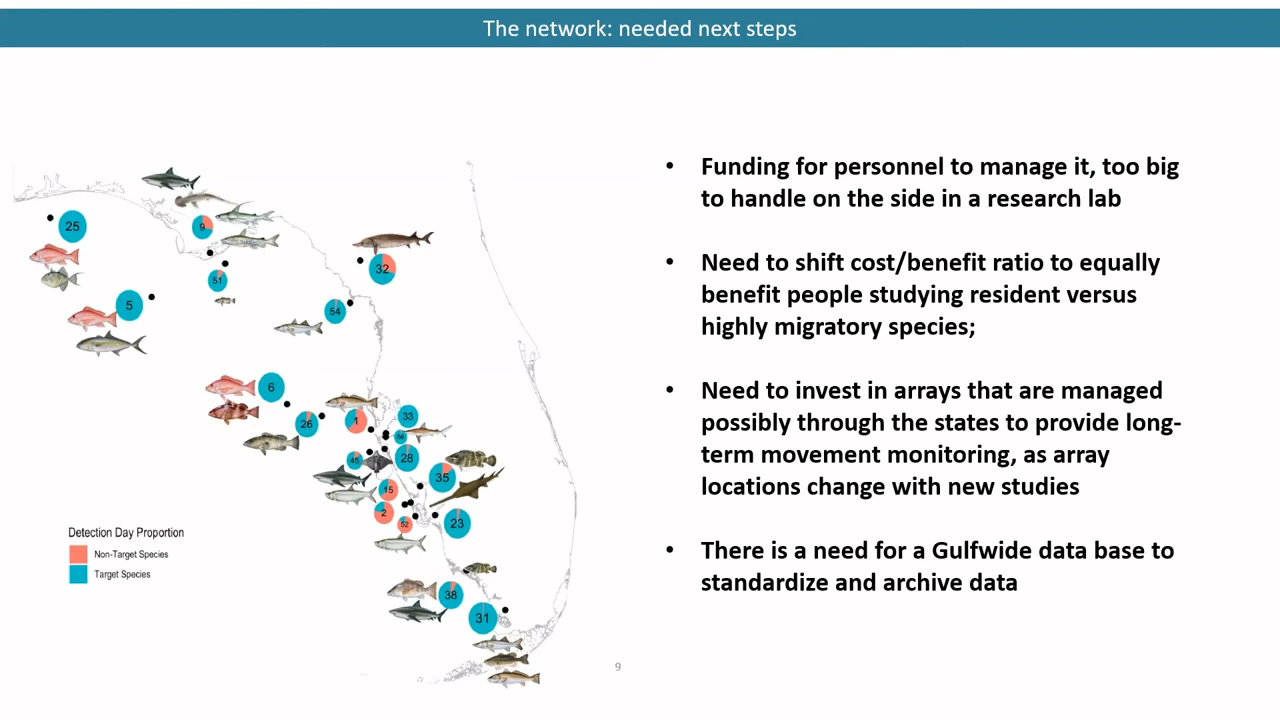 The network: needed next steps
• Funding for personnel to manage it, too big
to handle on the side in a research lab
• Need to shift cost/benefit ratio to equally
benefit people studying resident versus
highly migratory species;
• Need to invest in arrays that are managed
possibly through the states to provide long-
term movement monitoring, as array
locations change with new studies
• There is a need for a Gulfwide data base to
standardize and archive data
25
9
51
32
5
54
6
26
1
33
45
28
35
15
2
52
23
38
31
Detection Day Proportion
Non-Target Species
Target Species
9